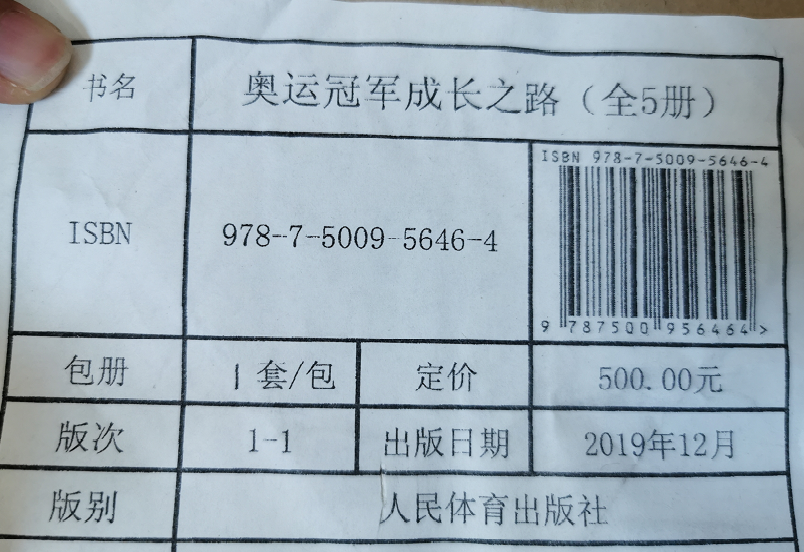 书名 奥运冠军成长之路（全5册）
ISBN 978-7-5009-5646-4
ISBN 978-7-5009-5646-4
9 787500 956464 >
包册 1套/包 定价 500.00元
版次 1-1 出版日期 2019年12月
版别 人民体育出版社